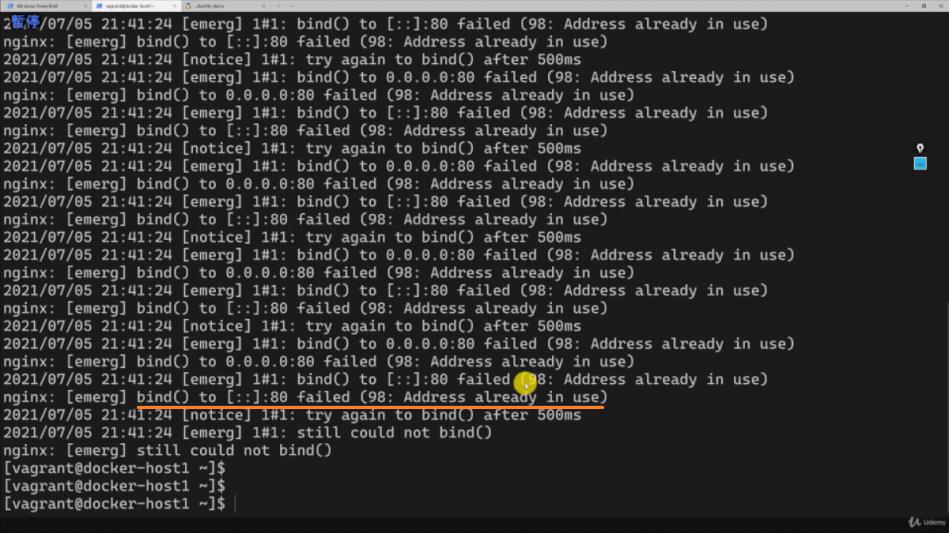 Windows PowerShell
vagrant@docker-host1:~
暫停
2021/07/05 21:41:24 [emerg] 1#1: bind() to [::]:80 failed (98: Address already in use)
nginx: [emerg] bind() to [::]:80 failed (98: Address already in use)
2021/07/05 21:41:24 [notice] 1#1: try again to bind() after 500ms
2021/07/05 21:41:24 [emerg] 1#1: bind() to 0.0.0.0:80 failed (98: Address already in use)
nginx: [emerg] bind() to 0.0.0.0:80 failed (98: Address already in use)
2021/07/05 21:41:24 [emerg] 1#1: bind() to [::]:80 failed (98: Address already in use)
nginx: [emerg] bind() to [::]:80 failed (98: Address already in use)
2021/07/05 21:41:24 [notice] 1#1: try again to bind() after 500ms
2021/07/05 21:41:24 [emerg] 1#1: bind() to 0.0.0.0:80 failed (98: Address already in use)
nginx: [emerg] bind() to 0.0.0.0:80 failed (98: Address already in use)
2021/07/05 21:41:24 [emerg] 1#1: bind() to [::]:80 failed (98: Address already in use)
nginx: [emerg] bind() to [::]:80 failed (98: Address already in use)
2021/07/05 21:41:24 [notice] 1#1: try again to bind() after 500ms
2021/07/05 21:41:24 [emerg] 1#1: bind() to 0.0.0.0:80 failed (98: Address already in use)
nginx: [emerg] bind() to 0.0.0.0:80 failed (98: Address already in use)
2021/07/05 21:41:24 [emerg] 1#1: bind() to [::]:80 failed (98: Address already in use)
nginx: [emerg] bind() to [::]:80 failed (98: Address already in use)
2021/07/05 21:41:24 [notice] 1#1: try again to bind() after 500ms
2021/07/05 21:41:24 [emerg] 1#1: bind() to 0.0.0.0:80 failed (98: Address already in use)
nginx: [emerg] bind() to 0.0.0.0:80 failed (98: Address already in use)
2021/07/05 21:41:24 [emerg] 1#1: bind() to [::]:80 failed (98: Address already in use)
nginx: [emerg] bind() to [::]:80 failed (98: Address already in use)
2021/07/05 21:41:24 [notice] 1#1: try again to bind() after 500ms
2021/07/05 21:41:24 [emerg] 1#1: still could not bind()
nginx: [emerg] still could not bind()
[vagrant@docker-host1 ~]$
[vagrant@docker-host1 ~]$
[vagrant@docker-host1 ~]$
Udemy